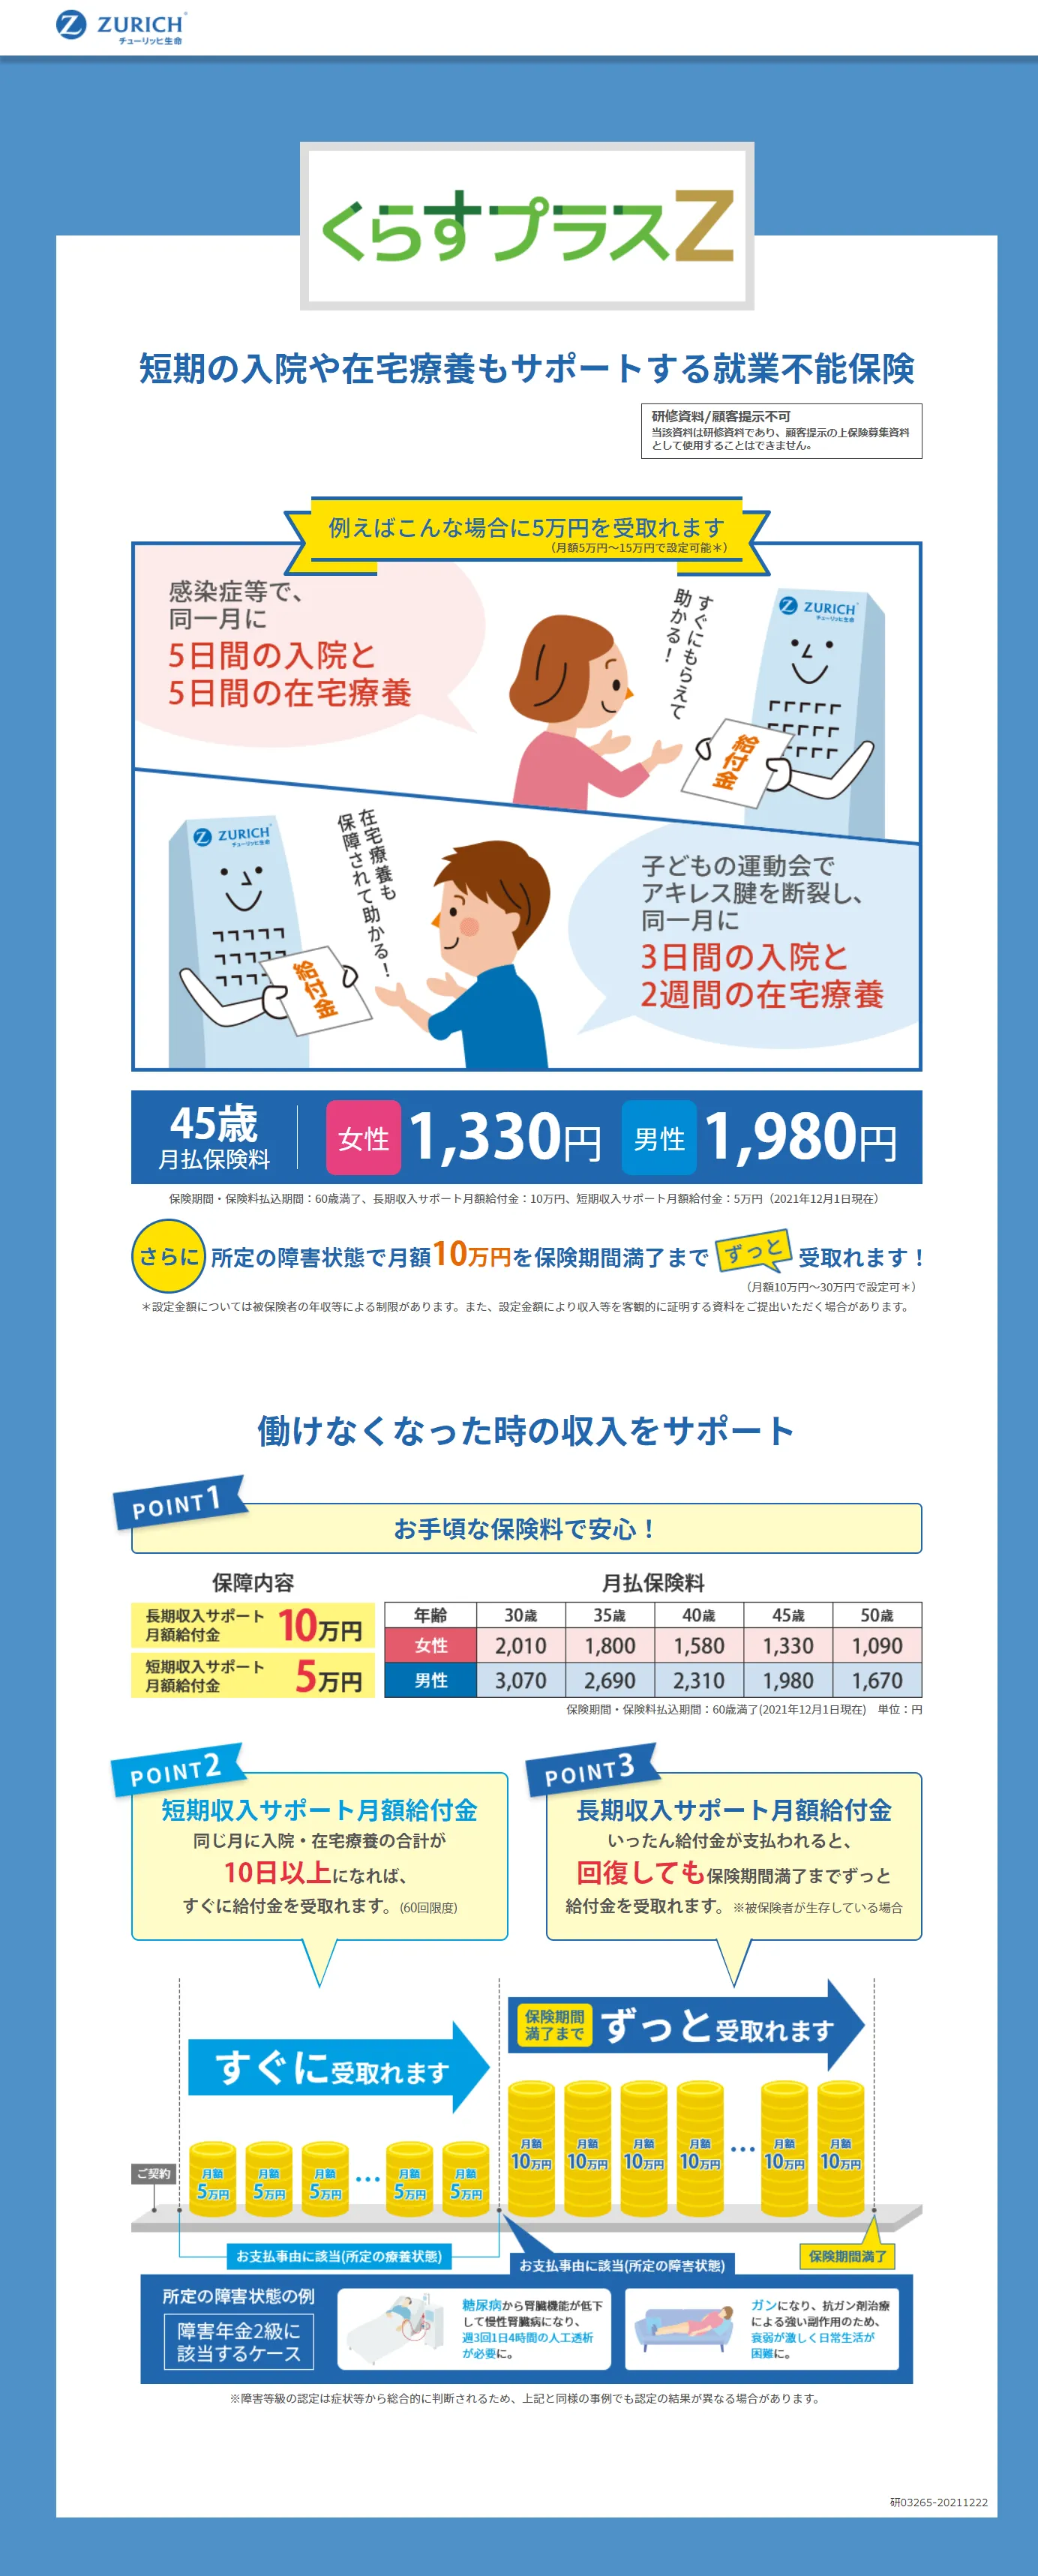 ZURICH
チューリッヒ生命
くらすプラスZ
短期の入院や在宅療養もサポートする就業不能保険
研修資料/顧客提示不可
当該資料は研修資料であり、顧客提示の上保険募集資料
として使用することはできません。
例えばこんな場合に5万円を受取れます
（月額5万円～15万円で設定可能＊）
感染症等で、
同一月に
5日間の入院と
5日間の在宅療養
すぐにもらえて
助かる！
ZURICH
チューリッヒ生命
給付金
ZURICH
チューリッヒ生命
給付金
在宅療養も
保障されて助かる！
子どもの運動会で
アキレス腱を断裂し、
同一月に
3日間の入院と
2週間の在宅療養
45歳
月払保険料
女性 1,330円 男性 1,980円
保険期間・保険料払込期間：60歳満了、長期収入サポート月額給付金：10万円、短期収入サポート月額給付金：5万円（2021年12月1日現在）
さらに 所定の障害状態で月額10万円を保険期間満了まで ずっと 受取れます！
（月額10万円～30万円で設定可＊）
＊設定金額については被保険者の年収等による制限があります。また、設定金額により収入等を客観的に証明する資料をご提出いただく場合があります。
働けなくなった時の収入をサポート
POINT1
お手頃な保険料で安心！
保障内容
長期収入サポート
月額給付金
10万円
短期収入サポート
月額給付金
5万円
月払保険料
年齢 30歳 35歳 40歳 45歳 50歳
女性 2,010 1,800 1,580 1,330 1,090
男性 3,070 2,690 2,310 1,980 1,670
保険期間・保険料払込期間：60歳満了(2021年12月1日現在)　単位：円
POINT2
短期収入サポート月額給付金
同じ月に入院・在宅療養の合計が
10日以上になれば、
すぐに給付金を受取れます。(60回限度)
POINT3
長期収入サポート月額給付金
いったん給付金が支払われると、
回復しても保険期間満了までずっと
給付金を受取れます。※被保険者が生存している場合
すぐに受取れます
保険期間
満了まで
ずっと受取れます
ご契約
月額
5万円
月額
5万円
月額
5万円
…
月額
5万円
月額
5万円
月額
10万円
月額
10万円
月額
10万円
月額
10万円
…
月額
10万円
月額
10万円
お支払事由に該当(所定の療養状態)
お支払事由に該当(所定の障害状態)
保険期間満了
所定の障害状態の例
障害年金2級に
該当するケース
糖尿病から腎臓機能が低下
して慢性腎臓病になり、
週3回1日4時間の人工透析
が必要に。
ガンになり、抗ガン剤治療
による強い副作用のため、
衰弱が激しく日常生活が
困難に。
※障害等級の認定は症状等から総合的に判断されるため、上記と同様の事例でも認定の結果が異なる場合があります。
研03265-20211222